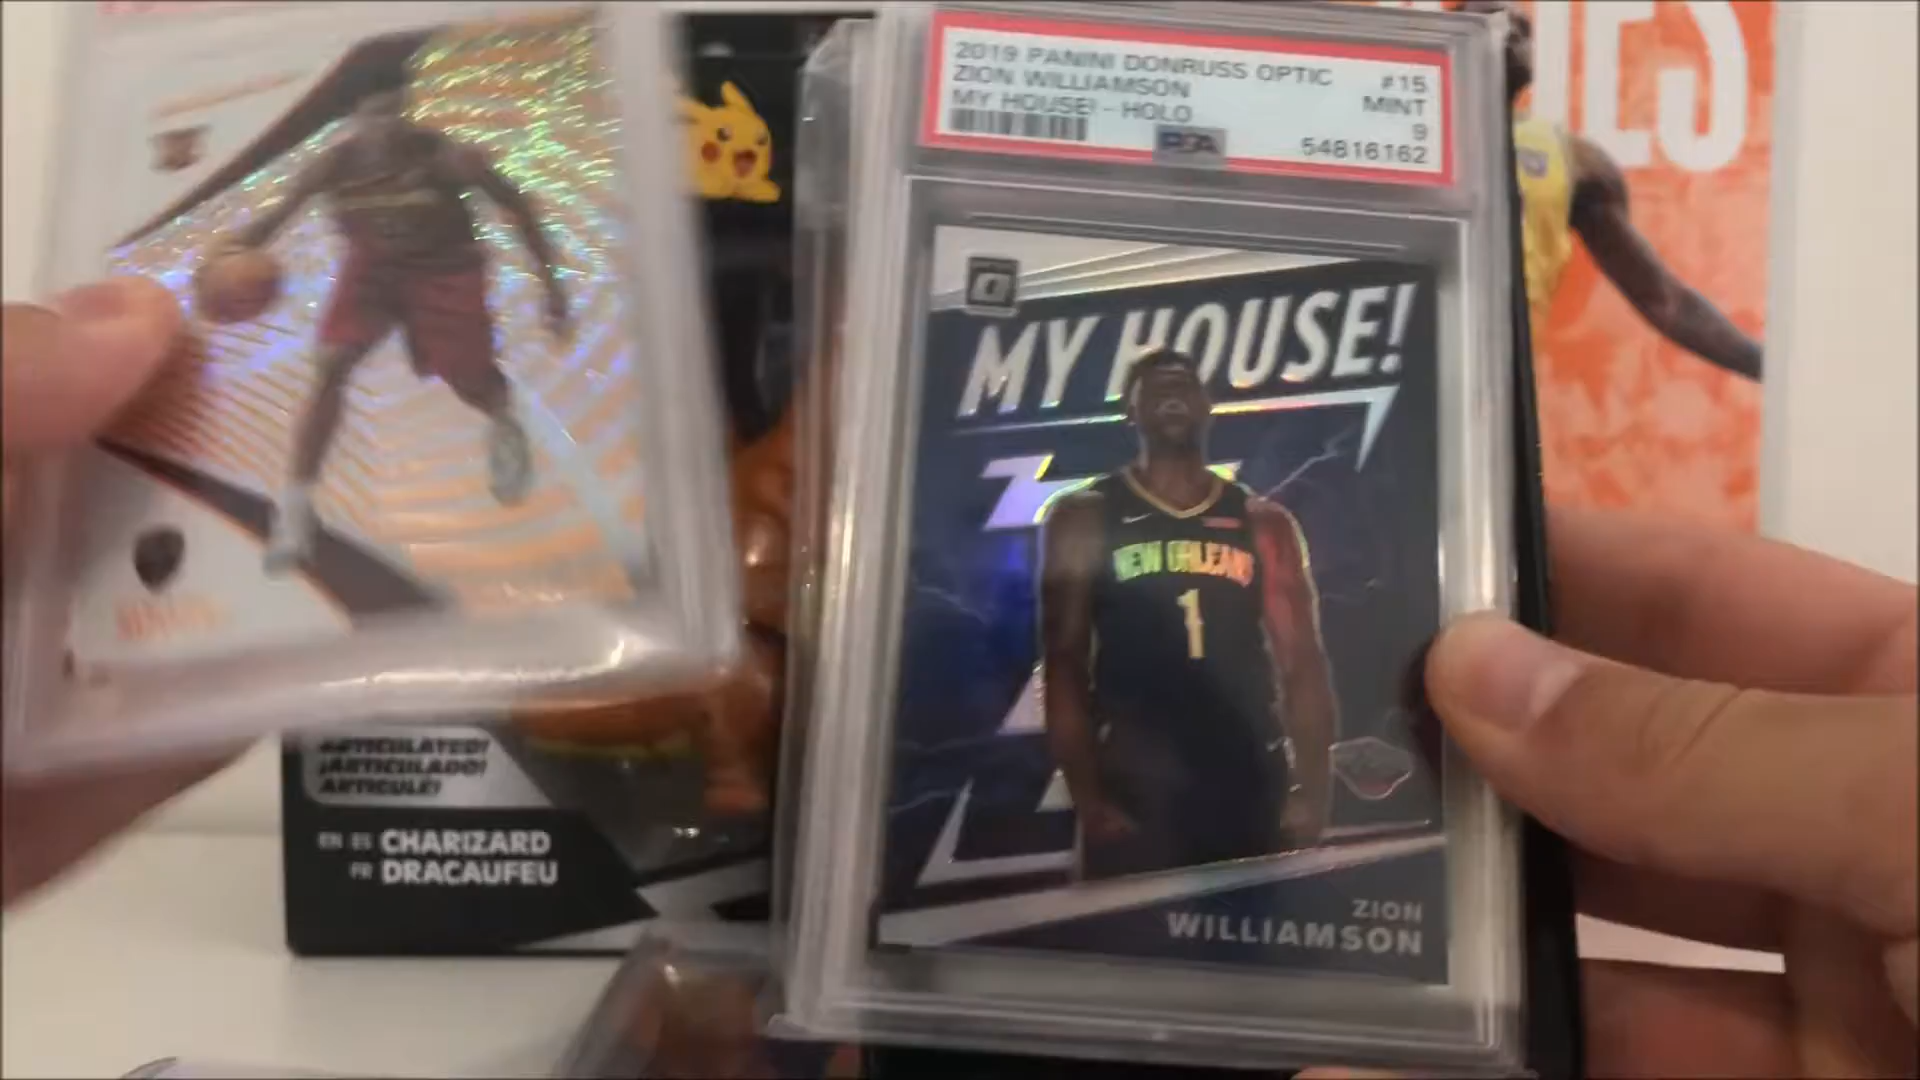 2019 PANINI DONRUSS OPTIC #15
ZION WILLIAMSON MINT
MY HOUSE! - HOLO 9
PSA 54816162
MY HOUSE!
NEW ORLEANS
1
ZION
WILLIAMSON
ARTICULATED!
¡ARTICULADO!
ARTICULÉ!
EN ES CHARIZARD
FR DRACAUFEU